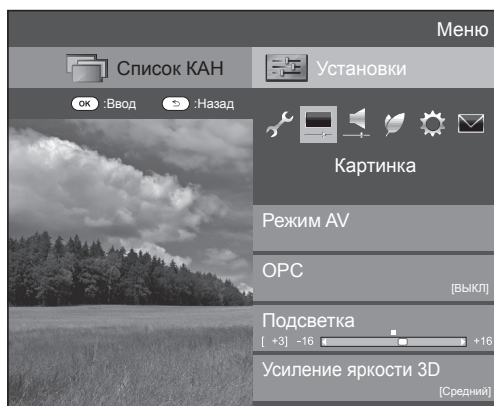 Меню
Список КАН
Установки
OK :Ввод :Назад
Картинка
Режим AV
OPC
[ВЫКЛ]
Подсветка
[ +3] -16 +16
Усиление яркости 3D
[Средний]